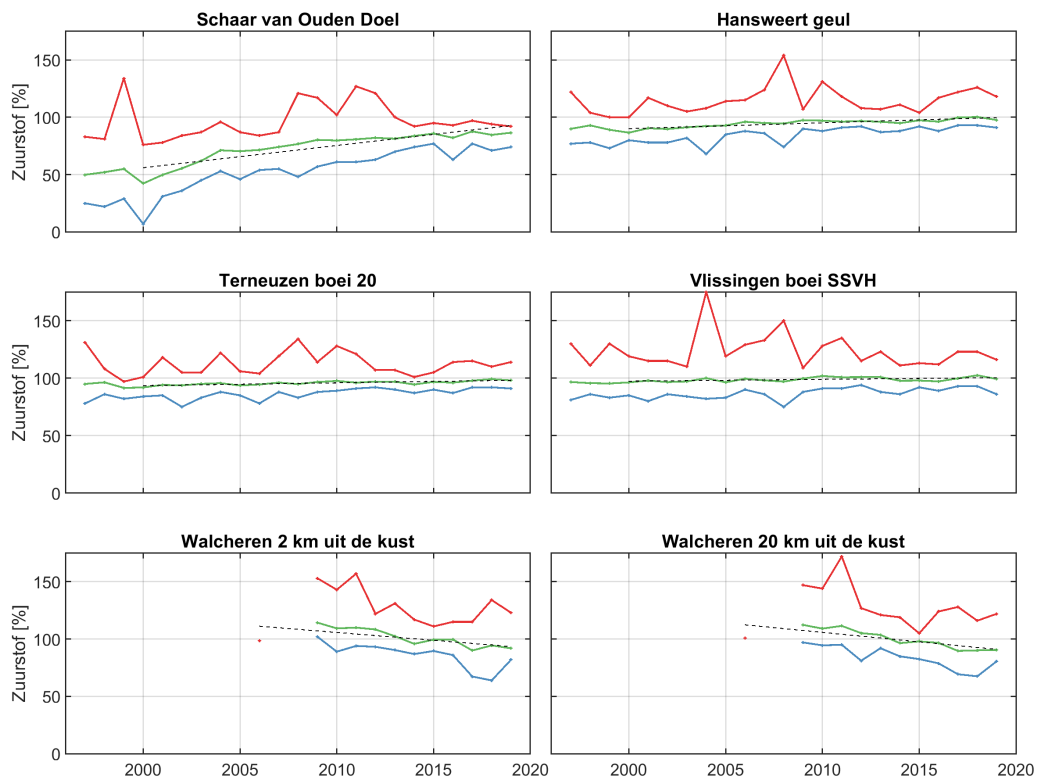 Schaar van Ouden Doel
Hansweert geul
Zuurstof [%]
150
100
50
0
Terneuzen boei 20
Vlissingen boei SSVH
Zuurstof [%]
150
100
50
0
Walcheren 2 km uit de kust
Walcheren 20 km uit de kust
Zuurstof [%]
150
100
50
0
2000 2005 2010 2015 2020
2000 2005 2010 2015 2020